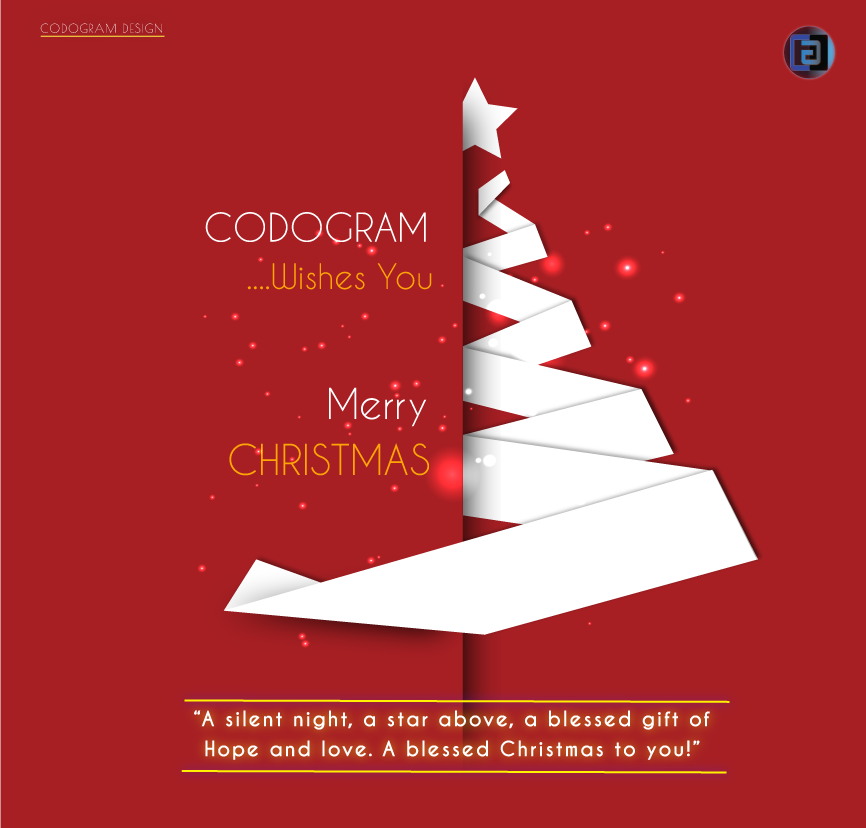 CODOGRAM DESIGN
CODOGRAM
....Wishes You
Merry
CHRISTMAS
“A silent night, a star above, a blessed gift of
Hope and love. A blessed Christmas to you!”